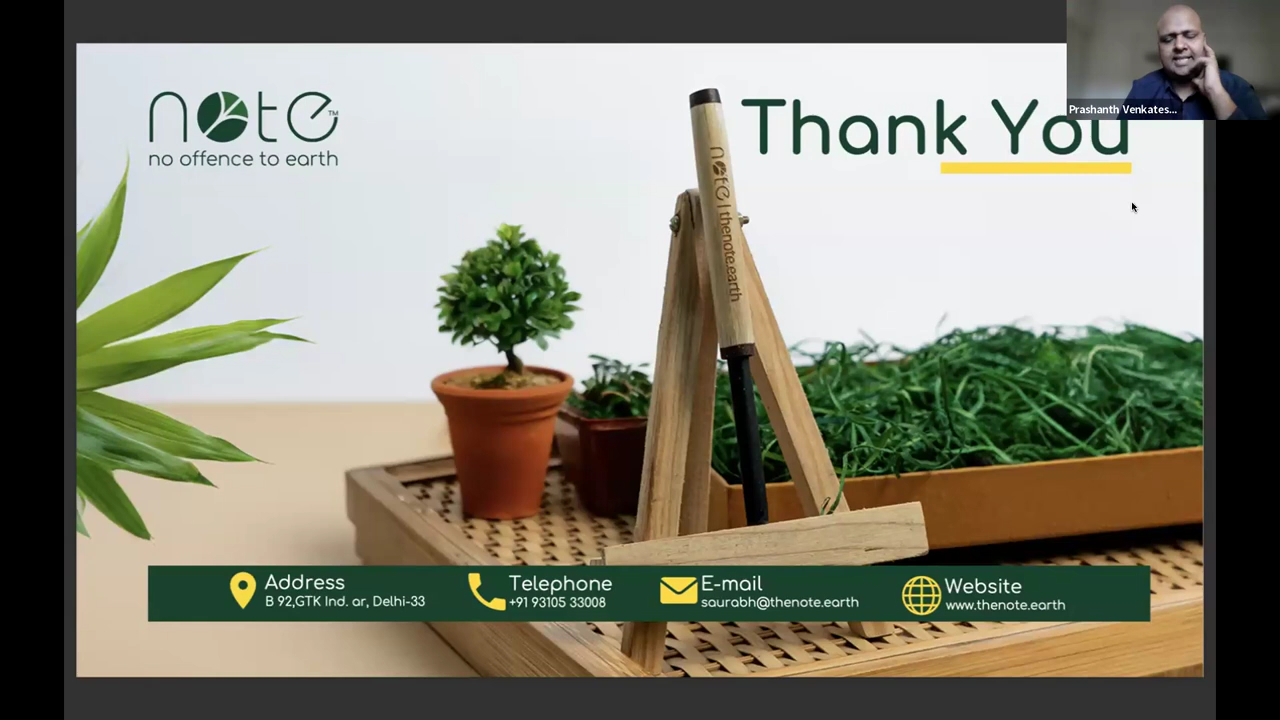 note™
no offence to earth
Thank You
Prashanth Venkates...
note | thenote.earth
Address
B 92,GTK Ind. ar, Delhi-33
Telephone
+91 93105 33008
E-mail
saurabh@thenote.earth
Website
www.thenote.earth